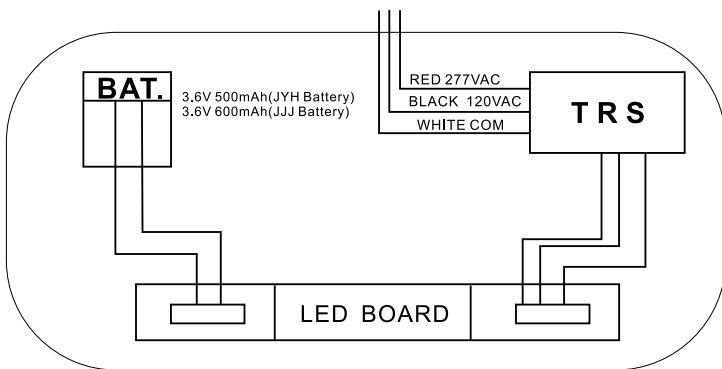 BAT.
3.6V 500mAh(JYH Battery)
3.6V 600mAh(JJJ Battery)
RED 277VAC
BLACK 120VAC
WHITE COM
TRS
LED BOARD